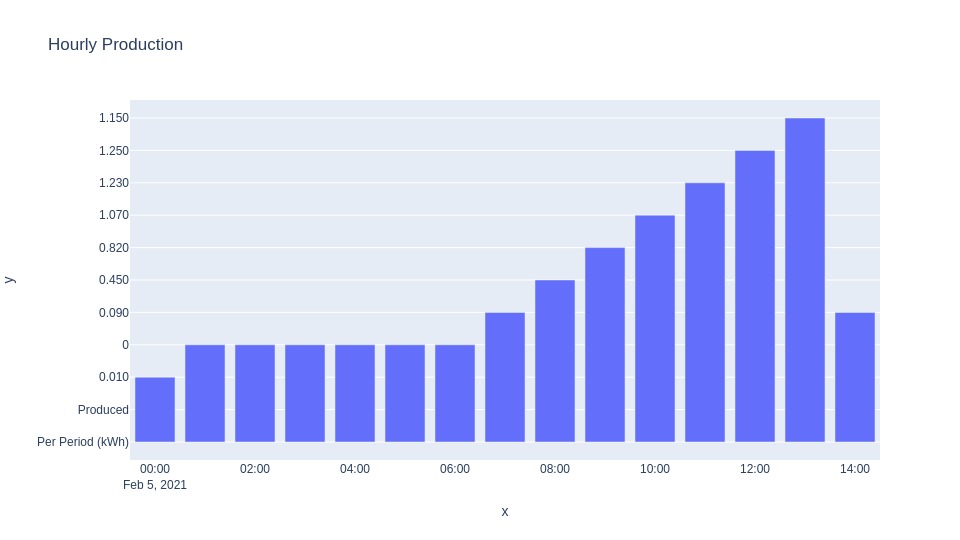 Hourly Production
1.150
1.250
1.230
1.070
0.820
0.450
0.090
0
0.010
Produced
Per Period (kWh)
y
00:00 02:00 04:00 06:00 08:00 10:00 12:00 14:00
Feb 5, 2021
x